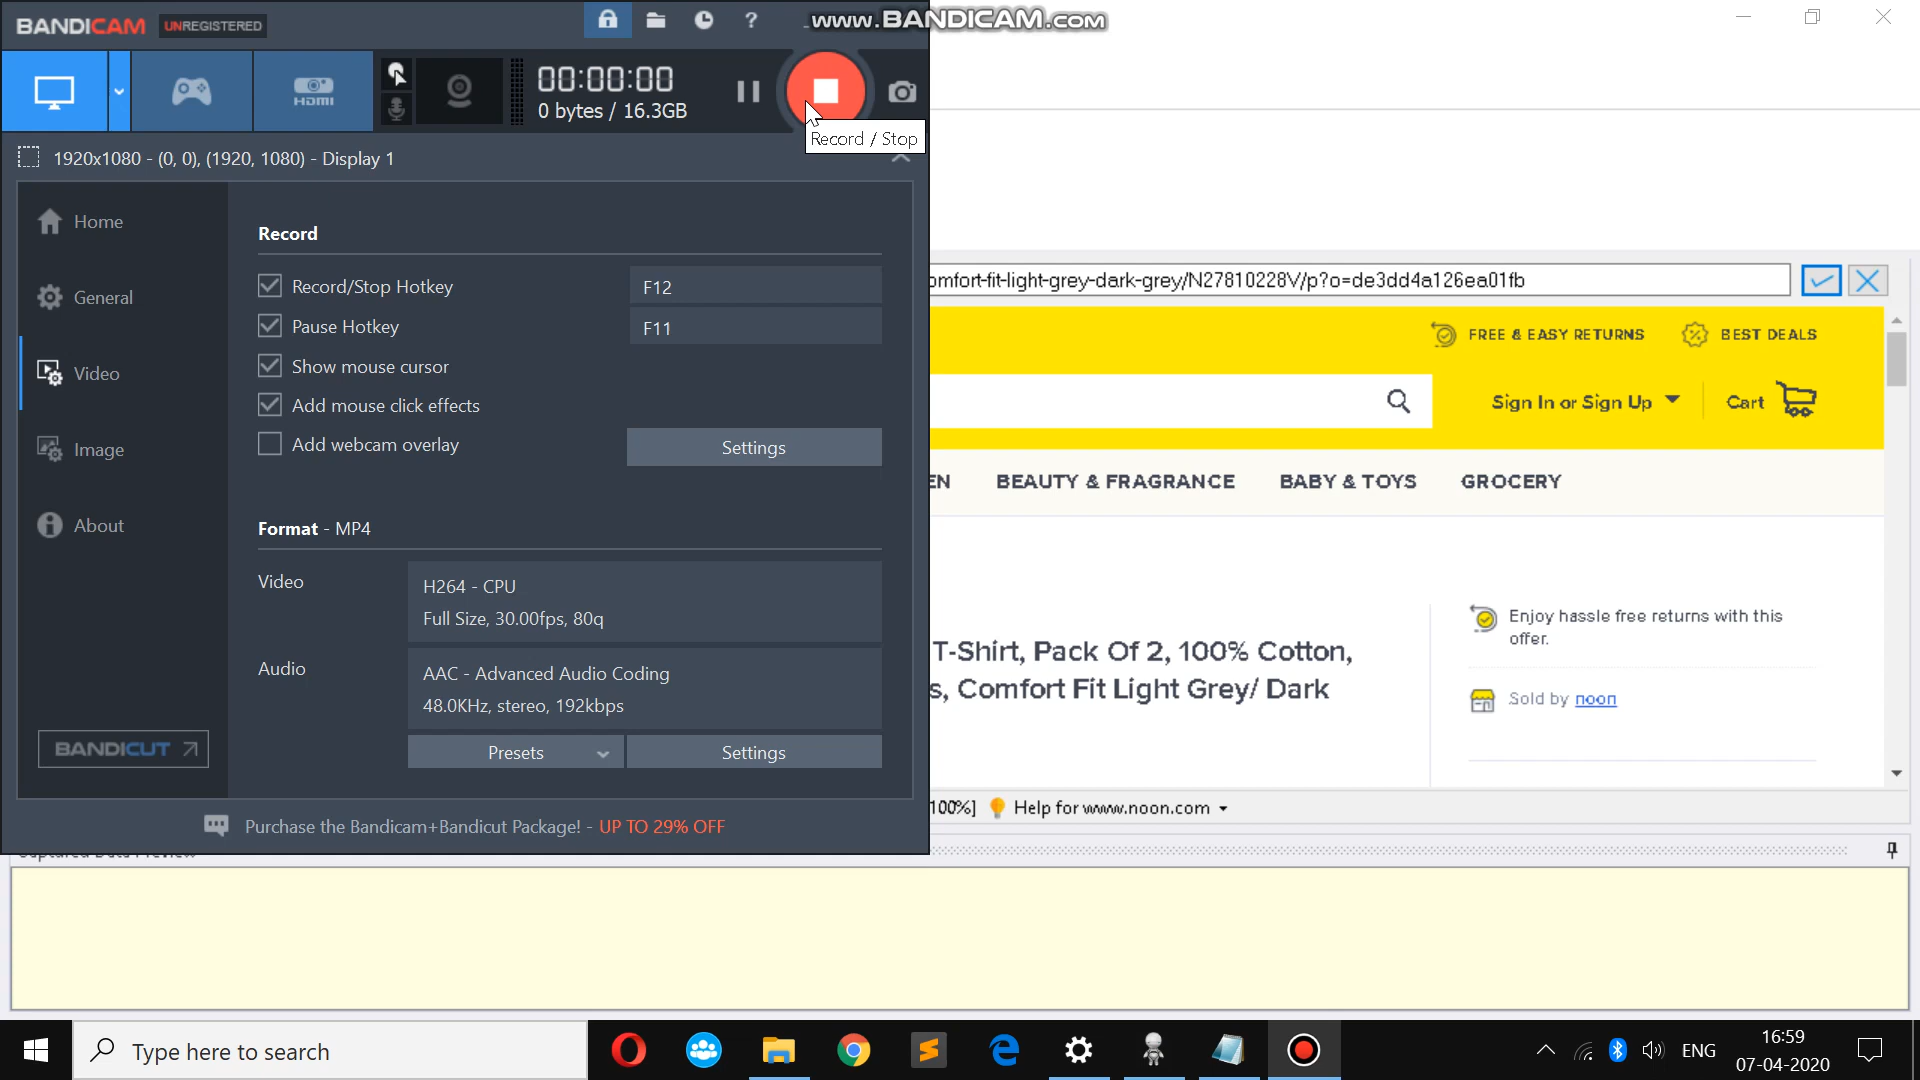 BANDICAM UNREGISTERED
?
www.BANDICAM.com
HDMI
00:00:00
0 bytes / 16.3GB
Record / Stop
1920x1080 - (0, 0), (1920, 1080) - Display 1
Home
General
Video
Image
About
BANDICUT
Record
Record/Stop Hotkey F12
Pause Hotkey F11
Show mouse cursor
Add mouse click effects
Add webcam overlay Settings
Format - MP4
Video
H264 - CPU
Full Size, 30.00fps, 80q
Audio
AAC - Advanced Audio Coding
48.0KHz, stereo, 192kbps
Presets Settings
Purchase the Bandicam+Bandicut Package! - UP TO 29% OFF
omfort-fit-light-grey-dark-grey/N27810228V/p?o=de3dd4a126ea01fb
FREE & EASY RETURNS BEST DEALS
Sign In or Sign Up Cart
EN BEAUTY & FRAGRANCE BABY & TOYS GROCERY
T-Shirt, Pack Of 2, 100% Cotton,
s, Comfort Fit Light Grey/ Dark
Enjoy hassle free returns with this
offer.
Sold by noon
100%] Help for www.noon.com
Captured Data Preview
Type here to search
ENG
16:59
07-04-2020